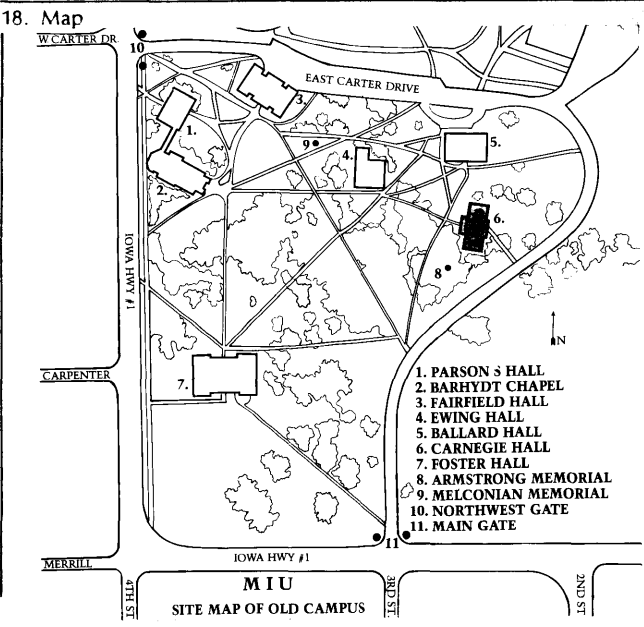 18. Map
W CARTER DR.
10
EAST CARTER DRIVE
3.
1.
9.
4.
5.
2.
6.
IOWA HWY #1
8.
N
7.
CARPENTER
1. PARSONS HALL
2. BARHYDT CHAPEL
3. FAIRFIELD HALL
4. EWING HALL
5. BALLARD HALL
6. CARNEGIE HALL
7. FOSTER HALL
8. ARMSTRONG MEMORIAL
9. MELCONIAN MEMORIAL
10. NORTHWEST GATE
11. MAIN GATE
11
IOWA HWY #1
MERRILL
4TH ST
MIU
3RD ST.
2ND ST
SITE MAP OF OLD CAMPUS